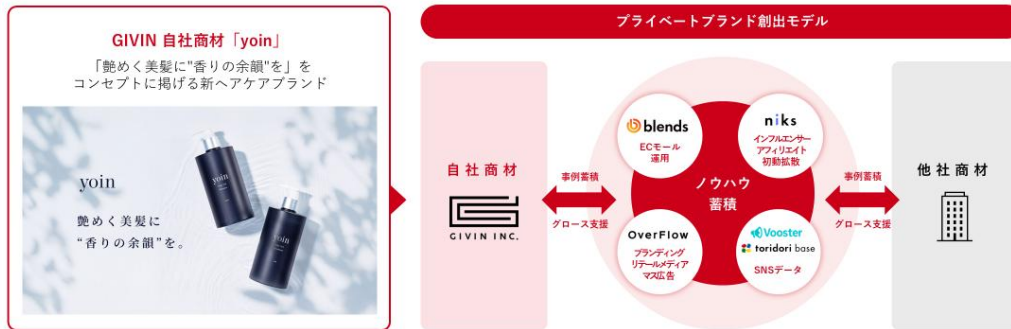 GIVIN 自社商材「yoin」
「艶めく美髪に"香りの余韻"を」を
コンセプトに掲げる新ヘアケアブランド
yoin
艶めく美髪に
“香りの余韻”を。
yoin
yoin
プライベートブランド創出モデル
自社商材
GIVIN INC.
事例蓄積
グロース支援
blends
ECモール
運用
niks
インフルエンサー
アフィリエイト
初動拡散
ノウハウ
蓄積
OverFlow
ブランディング
リテールメディア
マス広告
Vooster
toridori base
SNSデータ
事例蓄積
グロース支援
他社商材